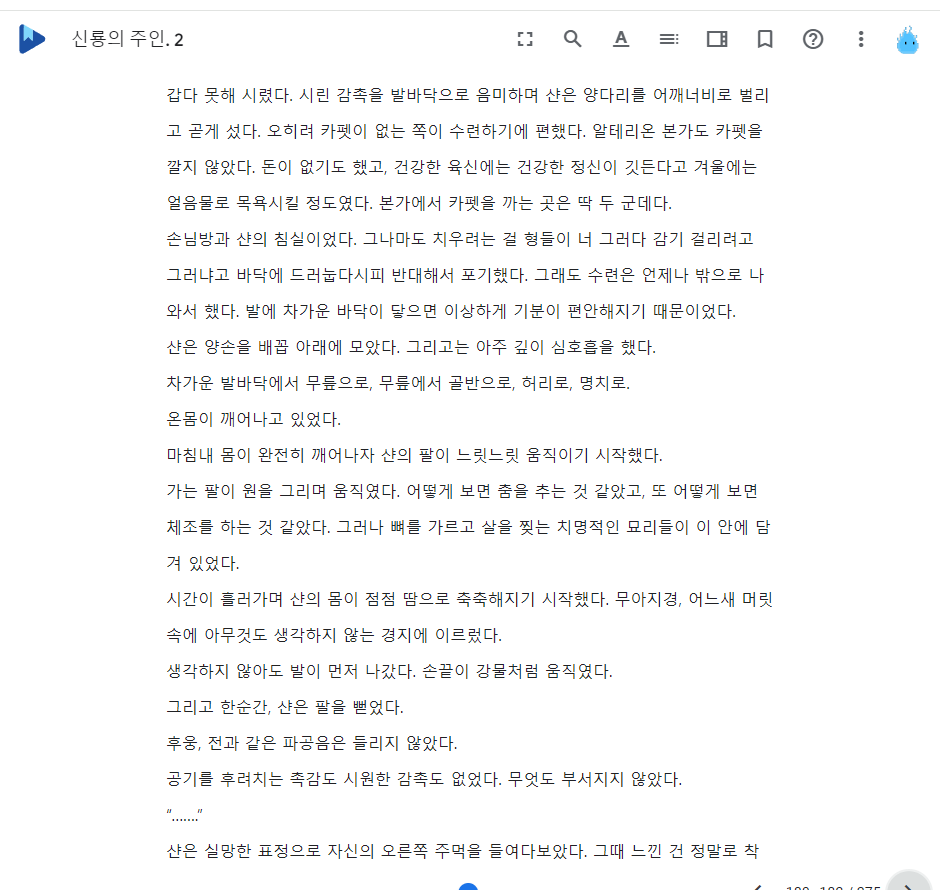 신룡의 주인. 2
갑다 못해 시렸다. 시린 감촉을 발바닥으로 음미하며 샨은 양다리를 어깨너비로 벌리
고 곧게 섰다. 오히려 카펫이 없는 쪽이 수련하기에 편했다. 알테리온 본가도 카펫을
깔지 않았다. 돈이 없기도 했고, 건강한 육신에는 건강한 정신이 깃든다고 겨울에는
얼음물로 목욕시킬 정도였다. 본가에서 카펫을 까는 곳은 딱 두 군데다.
손님방과 샨의 침실이었다. 그나마도 치우려는 걸 형들이 너 그러다 감기 걸리려고
그러냐고 바닥에 드러눕다시피 반대해서 포기했다. 그래도 수련은 언제나 밖으로 나
와서 했다. 발에 차가운 바닥이 닿으면 이상하게 기분이 편안해지기 때문이었다.
샨은 양손을 배꼽 아래에 모았다. 그리고는 아주 깊이 심호흡을 했다.
차가운 발바닥에서 무릎으로, 무릎에서 골반으로, 허리로, 명치로.
온몸이 깨어나고 있었다.
마침내 몸이 완전히 깨어나자 샨의 팔이 느릿느릿 움직이기 시작했다.
가는 팔이 원을 그리며 움직였다. 어떻게 보면 춤을 추는 것 같았고, 또 어떻게 보면
체조를 하는 것 같았다. 그러나 뼈를 가르고 살을 찢는 치명적인 묘리들이 이 안에 담
겨 있었다.
시간이 흘러가며 샨의 몸이 점점 땀으로 축축해지기 시작했다. 무아지경, 어느새 머릿
속에 아무것도 생각하지 않는 경지에 이르렀다.
생각하지 않아도 발이 먼저 나갔다. 손끝이 강물처럼 움직였다.
그리고 한순간, 샨은 팔을 뻗었다.
후웅, 전과 같은 파공음은 들리지 않았다.
공기를 후려치는 촉감도 시원한 감촉도 없었다. 무엇도 부서지지 않았다.
“…….”
샨은 실망한 표정으로 자신의 오른쪽 주먹을 들여다보았다. 그때 느낀 건 정말로 착